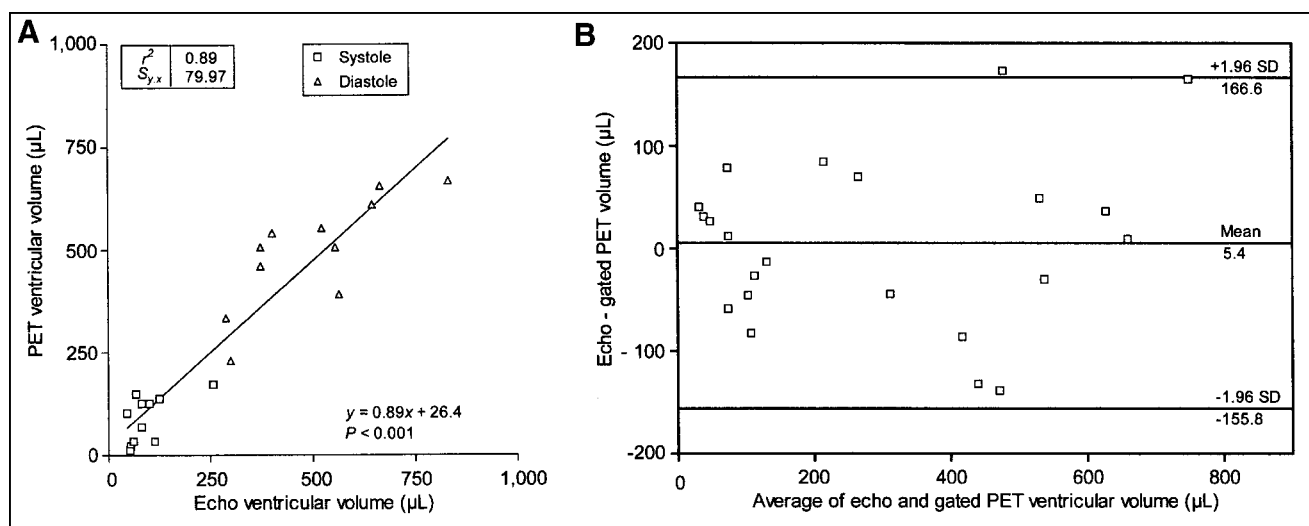 A
1,000
r² 0.89
Sy.x 79.97
Systole
Diastole
750
500
250
0
y = 0.89x + 26.4
P < 0.001
0 250 500 750 1,000
PET ventricular volume (µL)
Echo ventricular volume (µL)
B
200
+1.96 SD
166.6
100
Mean
0
5.4
- 100
-1.96 SD
-155.8
-200
0 200 400 600 800
Echo - gated PET volume (µL)
Average of echo and gated PET ventricular volume (µL)